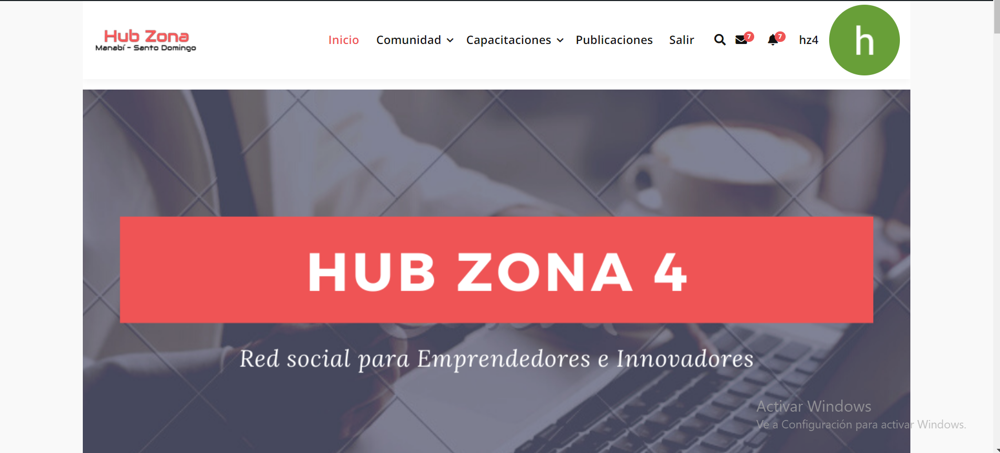 Hub Zona
Manabí - Santo Domingo
Inicio
Comunidad
Capacitaciones
Publicaciones
Salir
7
7
hz4
h
HUB ZONA 4
Red social para Emprendedores e Innovadores
Activar Windows
Ve a Configuración para activar Windows.